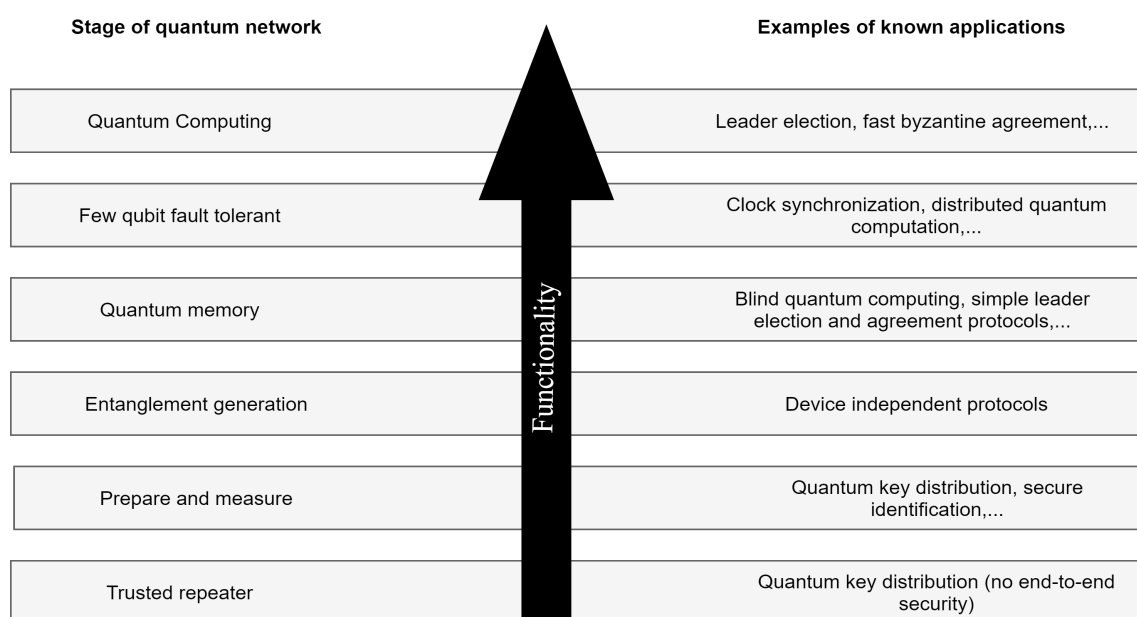 Stage of quantum network
Examples of known applications
Quantum Computing
Leader election, fast byzantine agreement,...
Few qubit fault tolerant
Clock synchronization, distributed quantum
computation,...
Quantum memory
Blind quantum computing, simple leader
election and agreement protocols,...
Functionality
Entanglement generation
Device independent protocols
Prepare and measure
Quantum key distribution, secure
identification,...
Trusted repeater
Quantum key distribution (no end-to-end
security)